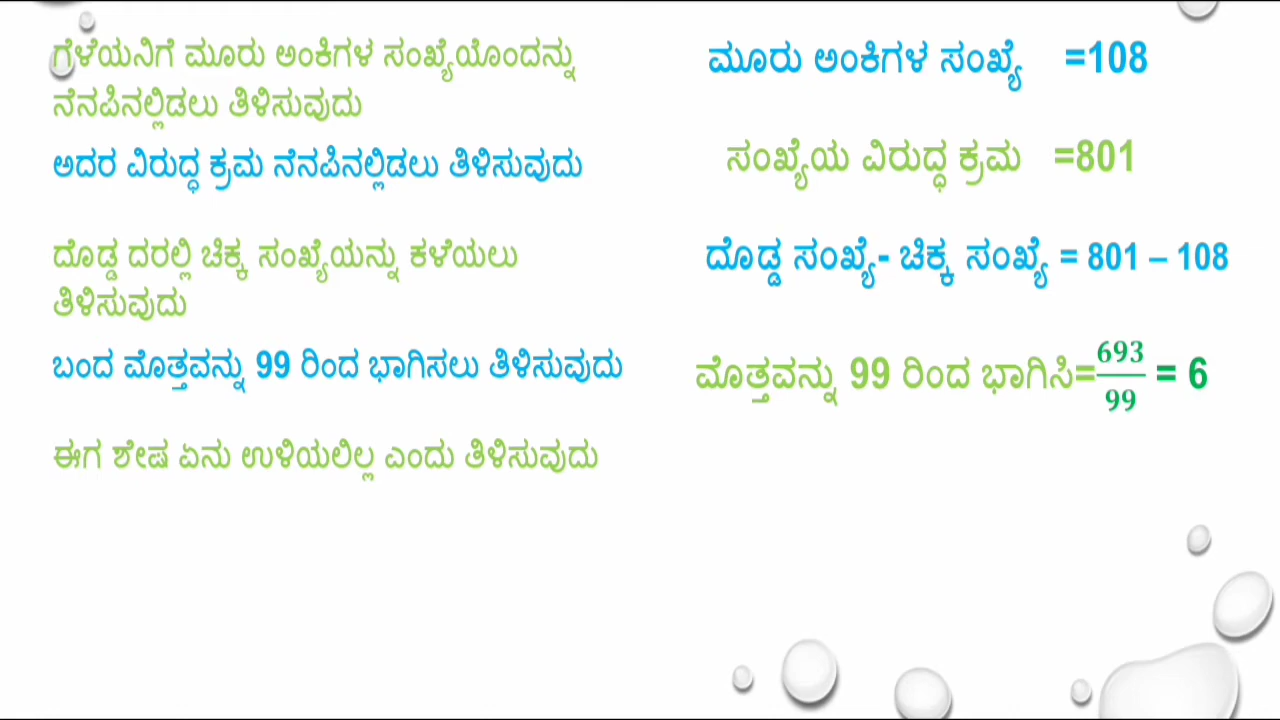 ಗೆಳೆಯನಿಗೆ ಮೂರು ಅಂಕಿಗಳ ಸಂಖ್ಯೆಯೊಂದನ್ನು
ನೆನಪಿನಲ್ಲಿಡಲು ತಿಳಿಸುವುದು
ಅದರ ವಿರುದ್ಧ ಕ್ರಮ ನೆನಪಿನಲ್ಲಿಡಲು ತಿಳಿಸುವುದು
ದೊಡ್ಡ ದರಲ್ಲಿ ಚಿಕ್ಕ ಸಂಖ್ಯೆಯನ್ನು ಕಳೆಯಲು
ತಿಳಿಸುವುದು
ಬಂದ ಮೊತ್ತವನ್ನು 99 ರಿಂದ ಭಾಗಿಸಲು ತಿಳಿಸುವುದು
ಈಗ ಶೇಷ ಏನು ಉಳಿಯಲಿಲ್ಲ ಎಂದು ತಿಳಿಸುವುದು
ಮೂರು ಅಂಕಿಗಳ ಸಂಖ್ಯೆ =108
ಸಂಖ್ಯೆಯ ವಿರುದ್ಧ ಕ್ರಮ =801
ದೊಡ್ಡ ಸಂಖ್ಯೆ- ಚಿಕ್ಕ ಸಂಖ್ಯೆ = 801 – 108
ಮೊತ್ತವನ್ನು 99 ರಿಂದ ಭಾಗಿಸಿ=693/99 = 6